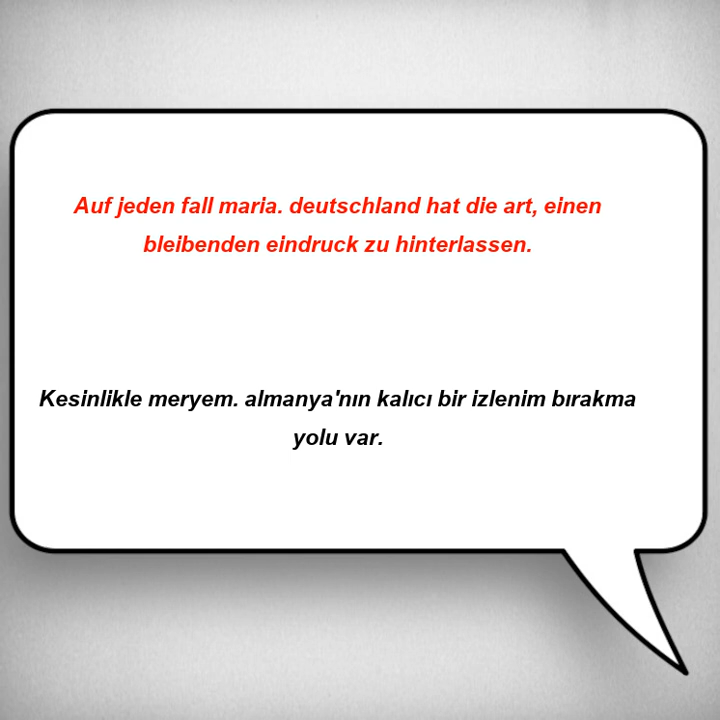 Auf jeden fall maria. deutschland hat die art, einen
bleibenden eindruck zu hinterlassen.
Kesinlikle meryem. almanya'nın kalıcı bir izlenim bırakma
yolu var.